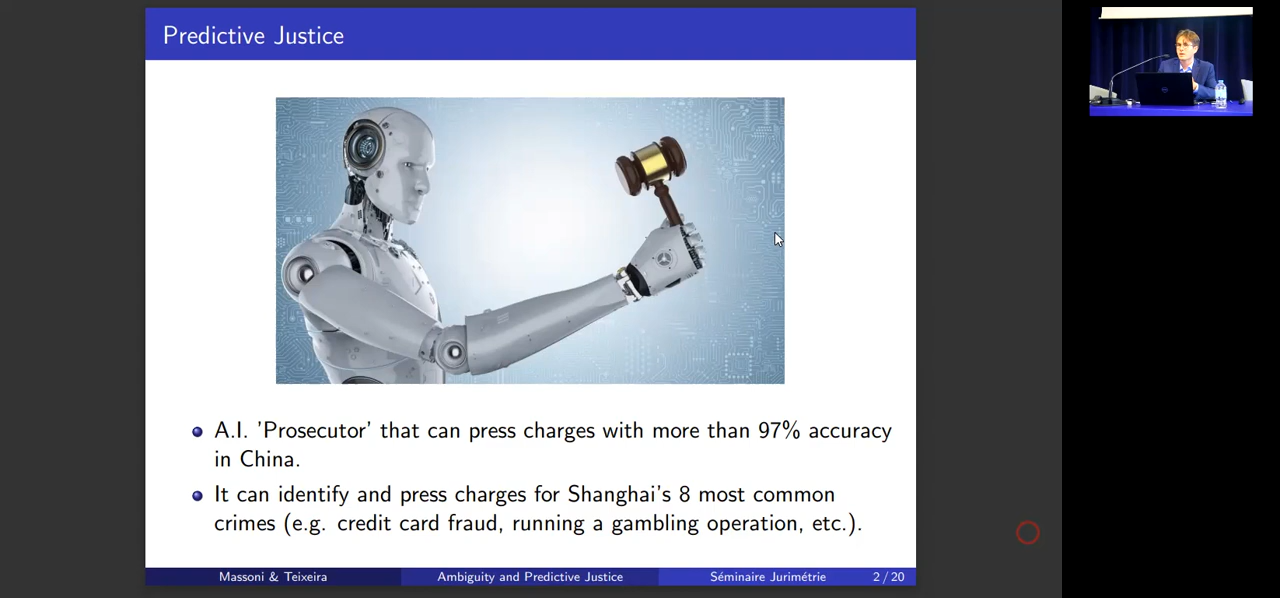 Predictive Justice
A.I. 'Prosecutor' that can press charges with more than 97% accuracy
in China.
It can identify and press charges for Shanghai's 8 most common
crimes (e.g. credit card fraud, running a gambling operation, etc.).
Massoni & Teixeira
Ambiguity and Predictive Justice
Séminaire Jurimétrie
2 / 20